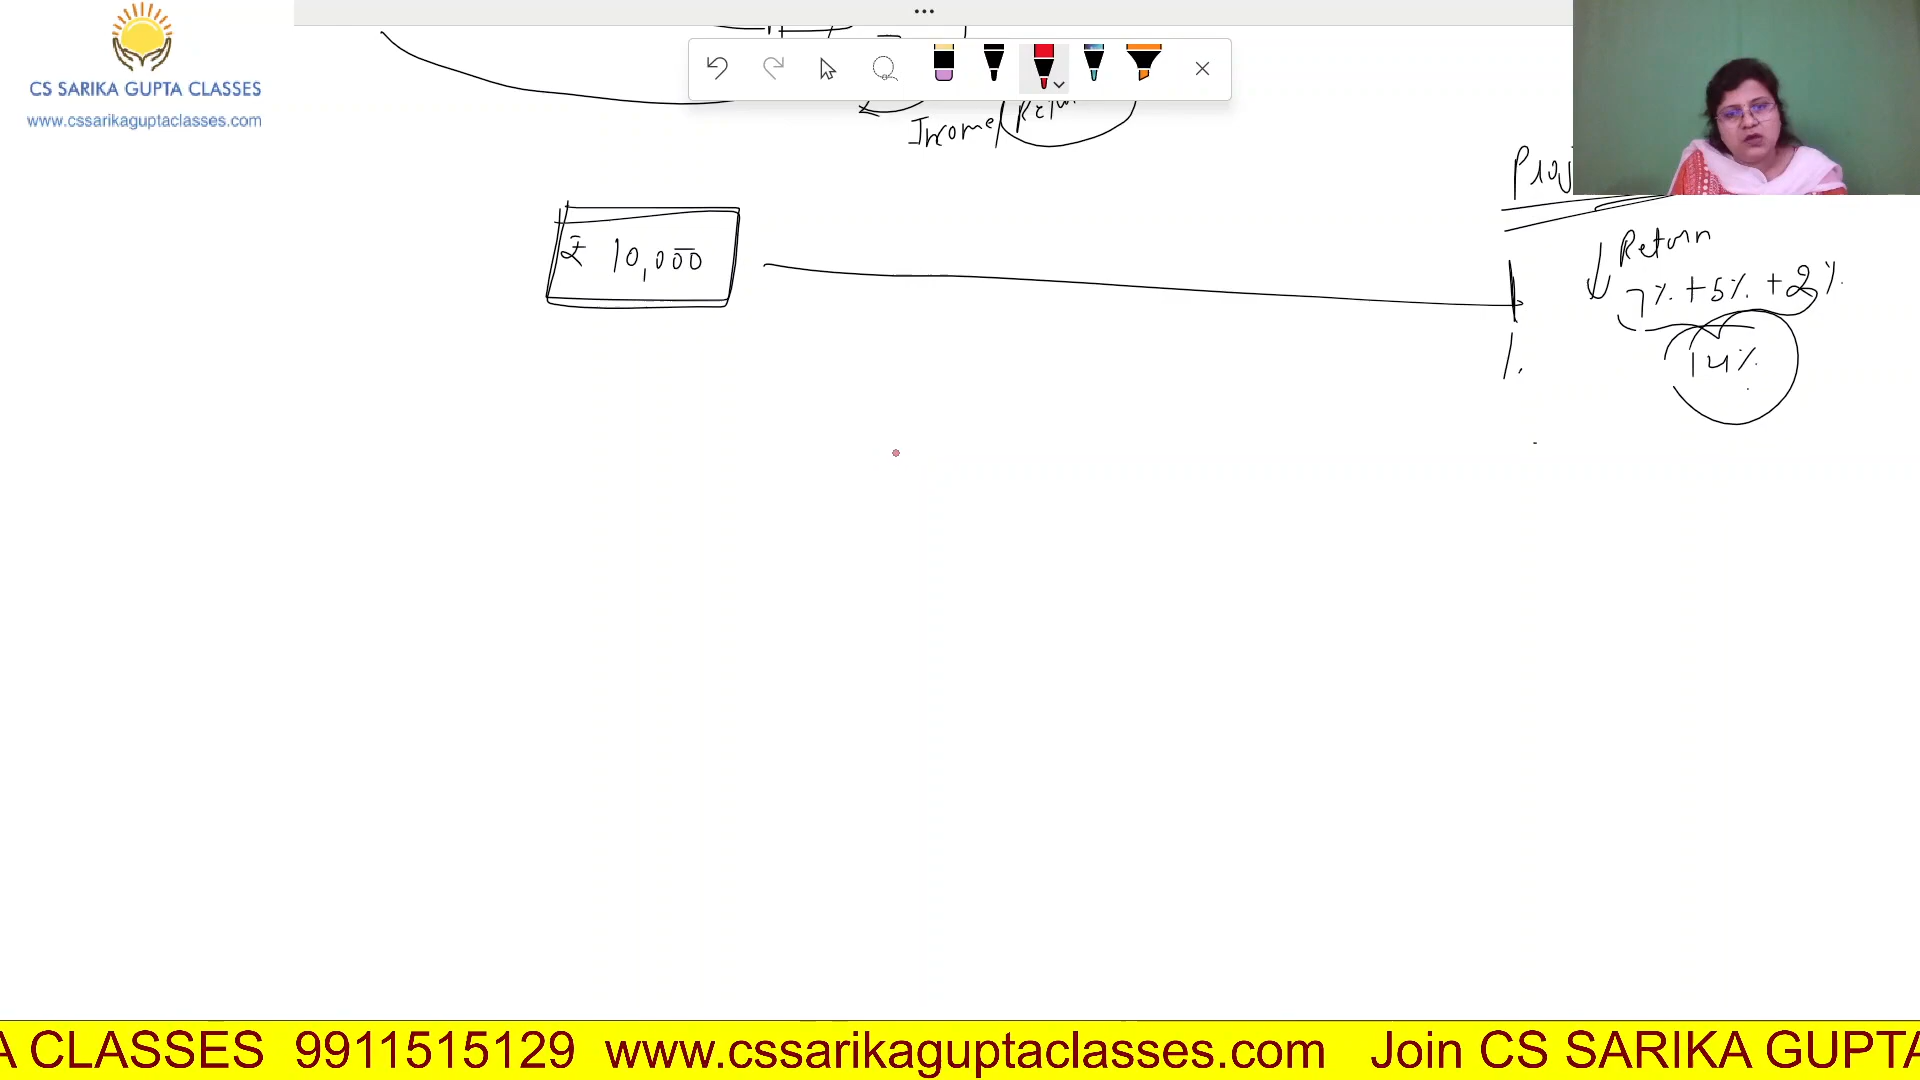 CS SARIKA GUPTA CLASSES
www.cssarikaguptaclasses.com
Income/
₹ 10,000
Return
7% + 5% + 2%
14%
A CLASSES 9911515129 www.cssarikaguptaclasses.com Join CS SARIKA GUPTA